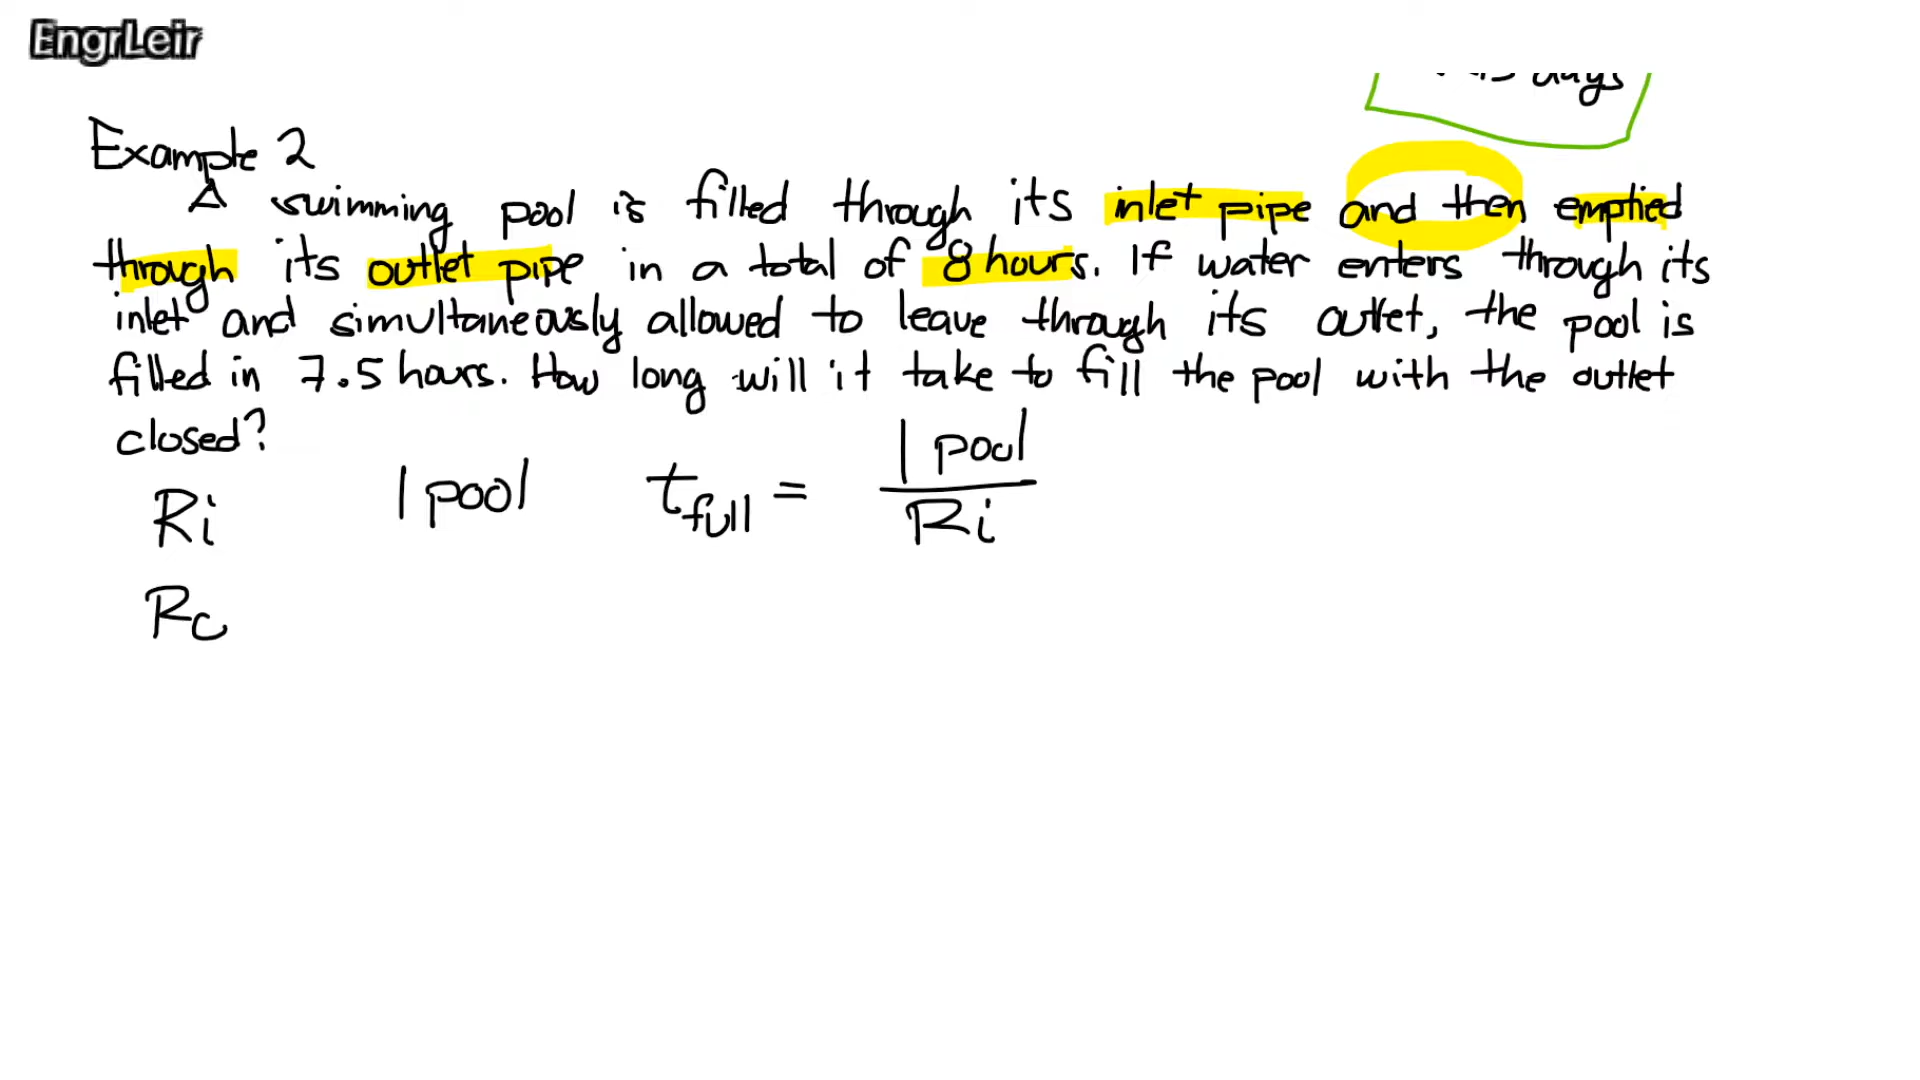 EngrLeir
days
Example 2
A swimming pool is filled through its inlet pipe and then emptied
through its outlet pipe in a total of 8 hours. If water enters through its
inlet and simultaneously allowed to leave through its outlet, the pool is
filled in 7.5 hours. How long will it take to fill the pool with the outlet
closed?
Ri 1 pool t full = 1 pool / Ri
Ro